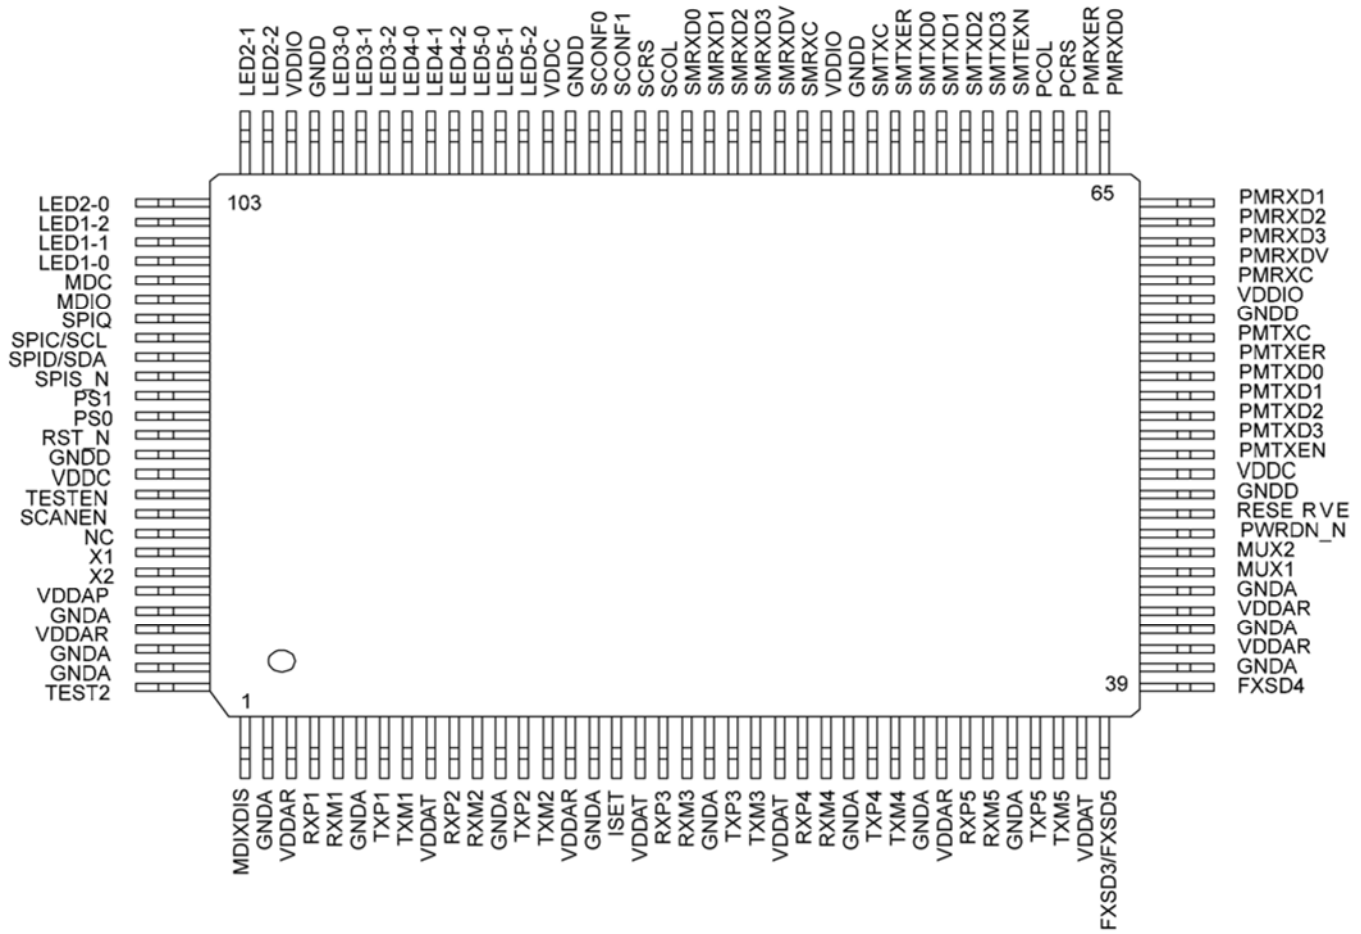 LED2-1
LED2-2
VDDIO
GNDD
LED3-0
LED3-1
LED3-2
LED4-0
LED4-1
LED4-2
LED5-0
LED5-1
LED5-2
VDDC
GNDD
SCONF0
SCONF1
SCRS
SCOL
SMRXD0
SMRXD1
SMRXD2
SMRXD3
SMRXDV
SMRXC
VDDIO
GNDD
SMTXC
SMTXER
SMTXD0
SMTXD1
SMTXD2
SMTXD3
SMTEXN
PCOL
PCRS
PMRXER
PMRXD0
103
65
LED2-0
LED1-2
LED1-1
LED1-0
MDC
MDIO
SPIQ
SPIC/SCL
SPID/SDA
SPIS_N
PS1
PS0
RST_N
GNDD
VDDC
TESTEN
SCANEN
NC
X1
X2
VDDAP
GNDA
VDDAR
GNDA
GNDA
TEST2
PMRXD1
PMRXD2
PMRXD3
PMRXDV
PMRXC
VDDIO
GNDD
PMTXC
PMTXER
PMTXD0
PMTXD1
PMTXD2
PMTXD3
PMTXEN
VDDC
GNDD
RESE RVE
PWRDN_N
MUX2
MUX1
GNDA
VDDAR
GNDA
VDDAR
GNDA
FXSD4
1
39
MDIXDIS
GNDA
VDDAR
RXP1
RXM1
GNDA
TXP1
TXM1
VDDAT
RXP2
RXM2
GNDA
TXP2
TXM2
VDDAR
GNDA
ISET
VDDAT
RXP3
RXM3
GNDA
TXP3
TXM3
VDDAT
RXP4
RXM4
GNDA
TXP4
TXM4
GNDA
VDDAR
RXP5
RXM5
GNDA
TXP5
TXM5
VDDAT
FXSD3/FXSD5